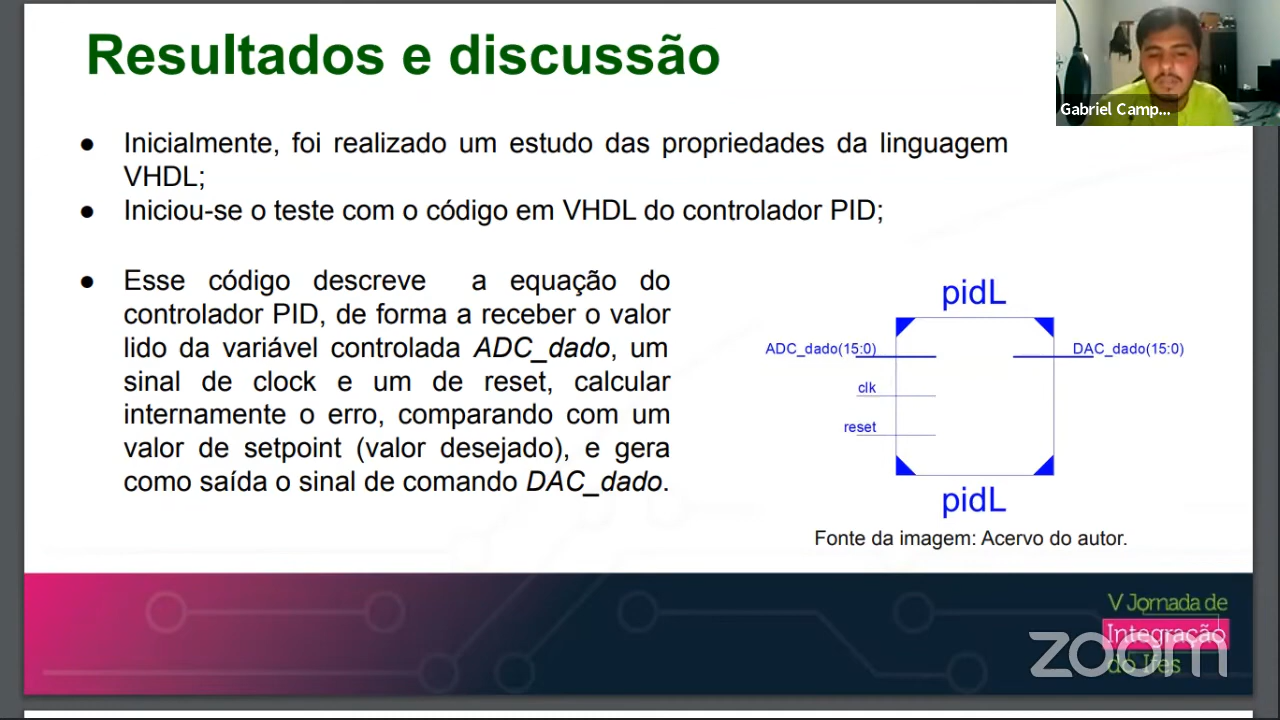 Resultados e discussão
Gabriel Camp...
● Inicialmente, foi realizado um estudo das propriedades da linguagem
VHDL;
● Iniciou-se o teste com o código em VHDL do controlador PID;
● Esse código descreve a equação do
controlador PID, de forma a receber o valor
lido da variável controlada ADC_dado, um
sinal de clock e um de reset, calcular
internamente o erro, comparando com um
valor de setpoint (valor desejado), e gera
como saída o sinal de comando DAC_dado.
pidL
ADC_dado(15:0)
DAC_dado(15:0)
clk
reset
pidL
Fonte da imagem: Acervo do autor.
V Jornada de
Integração
do Ifes
zoom